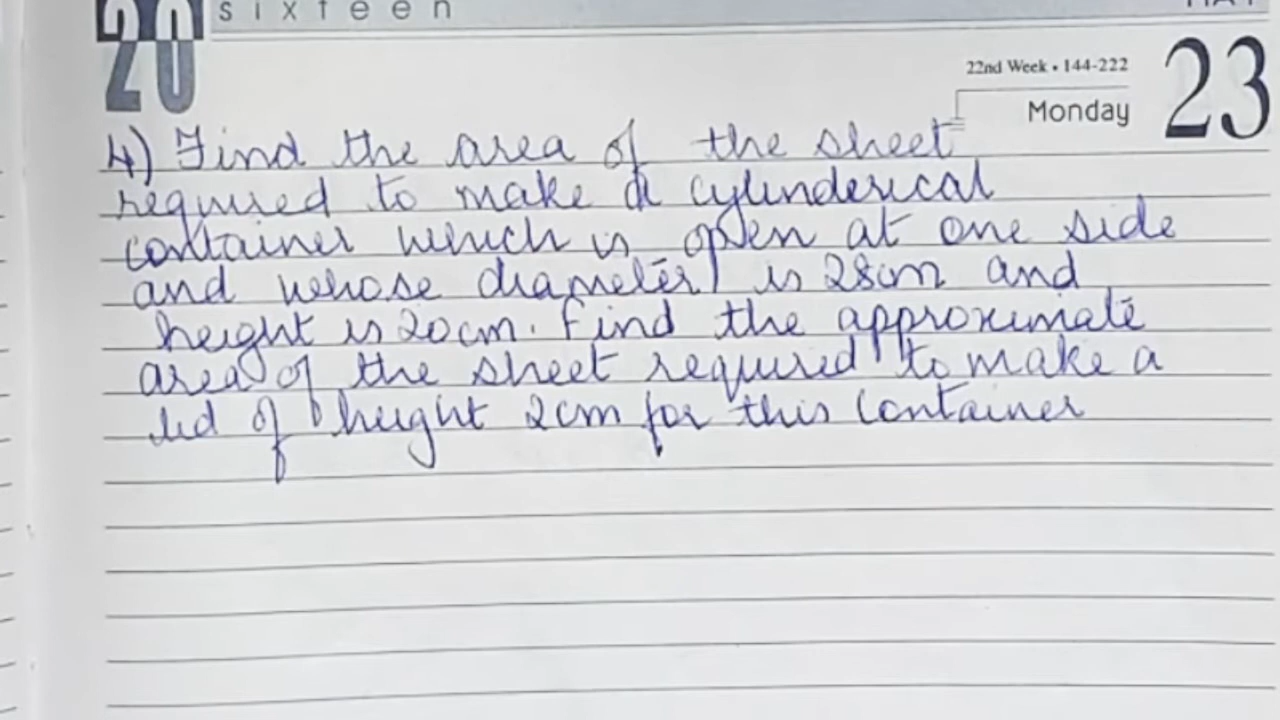 20
sixteen
22nd Week • 144-222
Monday
23
4) Find the area of the sheet
required to make a cylinderical
container which is open at one side
and whose diameter is 28cm and
height is 20cm. Find the approximate
area of the sheet required to make a
lid of height 2cm for this container